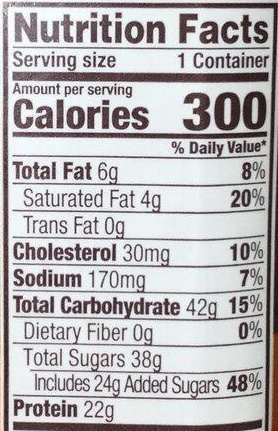 Nutrition Facts
Serving size 1 Container
Amount per serving
Calories 300
% Daily Value*
Total Fat 6g 8%
Saturated Fat 4g 20%
Trans Fat 0g
Cholesterol 30mg 10%
Sodium 170mg 7%
Total Carbohydrate 42g 15%
Dietary Fiber 0g 0%
Total Sugars 38g
Includes 24g Added Sugars 48%
Protein 22g